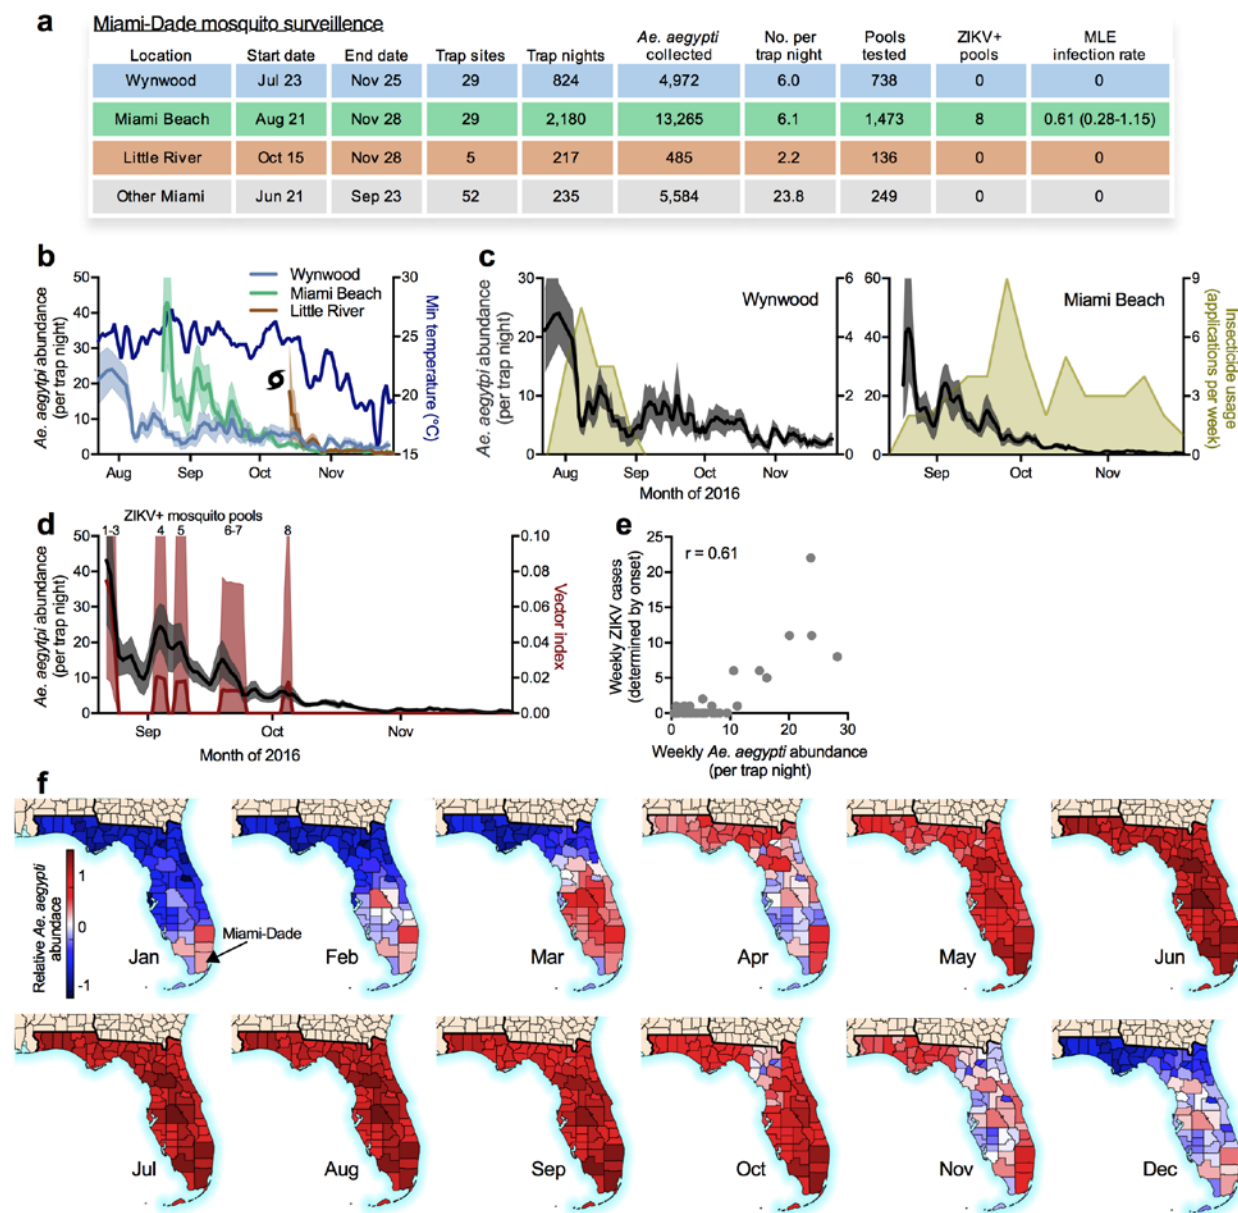 a
Miami-Dade mosquito surveillence
Location Start date End date Trap sites Trap nights Ae. aegypti collected No. per trap night Pools tested ZIKV+ pools MLE infection rate
Wynwood Jul 23 Nov 25 29 824 4,972 6.0 738 0 0
Miami Beach Aug 21 Nov 28 29 2,180 13,265 6.1 1,473 8 0.61 (0.28-1.15)
Little River Oct 15 Nov 28 5 217 485 2.2 136 0 0
Other Miami Jun 21 Sep 23 52 235 5,584 23.8 249 0 0
b
Ae. aegytpi abundance
(per trap night)
50
40
30
20
10
0
Wynwood
Miami Beach
Little River
30
25
20
15
Min temperature (°C)
Aug Sep Oct Nov
c
Ae. aegytpi abundance
(per trap night)
30
20
10
0
Wynwood
6
4
2
0
Aug Sep Oct Nov
Month of 2016
60
40
20
0
Miami Beach
9
6
3
0
Insecticide usage
(applications per week)
Sep Oct Nov
d
ZIKV+ mosquito pools
1-3 4 5 6-7 8
Ae. aegytpi abundance
(per trap night)
50
40
30
20
10
0
0.10
0.08
0.06
0.04
0.02
0.00
Vector index
Sep Oct Nov
Month of 2016
e
r = 0.61
Weekly ZIKV cases
(determined by onset)
25
20
15
10
5
0
0 10 20 30
Weekly Ae. aegypti abundance
(per trap night)
f
Relative Ae. aegypti
abundace
1
0
-1
Miami-Dade
Jan Feb Mar Apr May Jun
Jul Aug Sep Oct Nov Dec